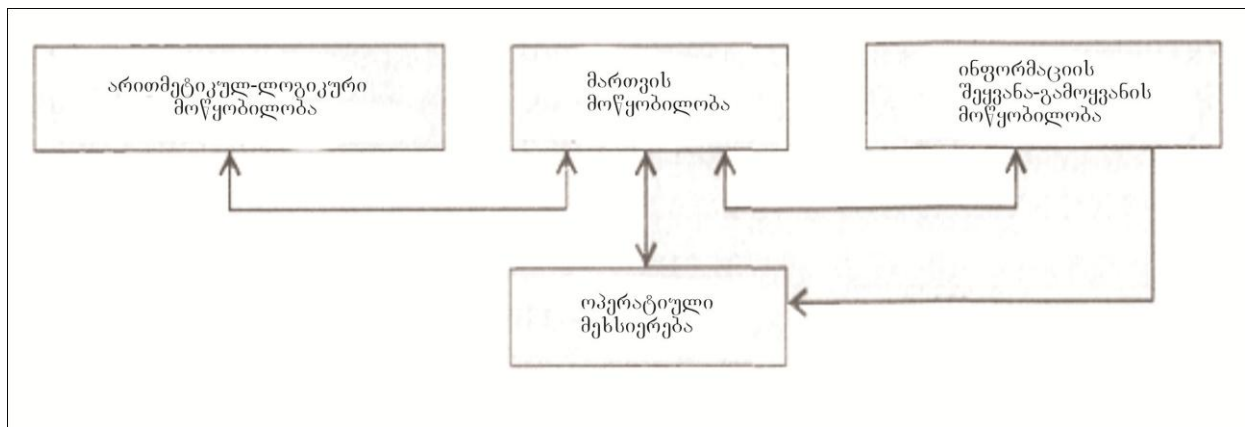 არითმეტიკულ-ლოგიკური
მოწყობილობა
მართვის
მოწყობილობა
ინფორმაციის
შეყვანა-გამოყვანის
მოწყობილობა
ოპერატიული
მეხსიერება